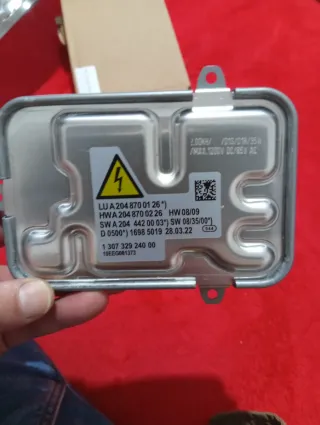 LU A 204 870 01 26 *)
HW A 204 870 02 26 HW 08/09
SW A 204 442 00 03*) SW 08/35/00*)
D 0500*) 1698 5019 28.03.22
1 307 329 240 00